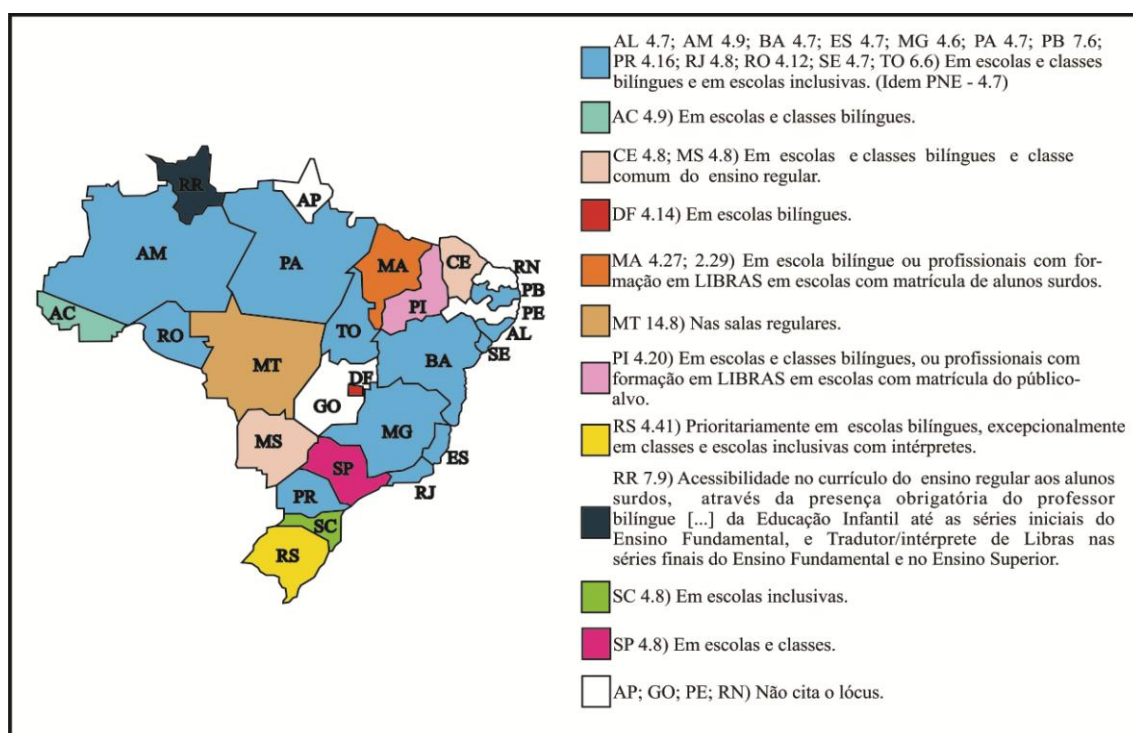 RR
AP
AM
PA
MA
CE
RN
PB
PI
PE
AC
AL
RO
TO
SE
BA
MT
DF
GO
MG
MS
ES
SP
RJ
PR
SC
RS
AL 4.7; AM 4.9; BA 4.7; ES 4.7; MG 4.6; PA 4.7; PB 7.6;
PR 4.16; RJ 4.8; RO 4.12; SE 4.7; TO 6.6) Em escolas e classes
bilíngues e em escolas inclusivas. (Idem PNE - 4.7)
AC 4.9) Em escolas e classes bilíngues.
CE 4.8; MS 4.8) Em escolas e classes bilíngues e classe
comum do ensino regular.
DF 4.14) Em escolas bilíngues.
MA 4.27; 2.29) Em escola bilíngue ou profissionais com for-
mação em LIBRAS em escolas com matrícula de alunos surdos.
MT 14.8) Nas salas regulares.
PI 4.20) Em escolas e classes bilíngues, ou profissionais com
formação em LIBRAS em escolas com matrícula do público-
alvo.
RS 4.41) Prioritariamente em escolas bilíngues, excepcionalmente
em classes e escolas inclusivas com intérpretes.
RR 7.9) Acessibilidade no currículo do ensino regular aos alunos
surdos, através da presença obrigatória do professor
bilíngue [...] da Educação Infantil até as séries iniciais do
Ensino Fundamental, e Tradutor/intérprete de Libras nas
séries finais do Ensino Fundamental e no Ensino Superior.
SC 4.8) Em escolas inclusivas.
SP 4.8) Em escolas e classes.
AP; GO; PE; RN) Não cita o lócus.